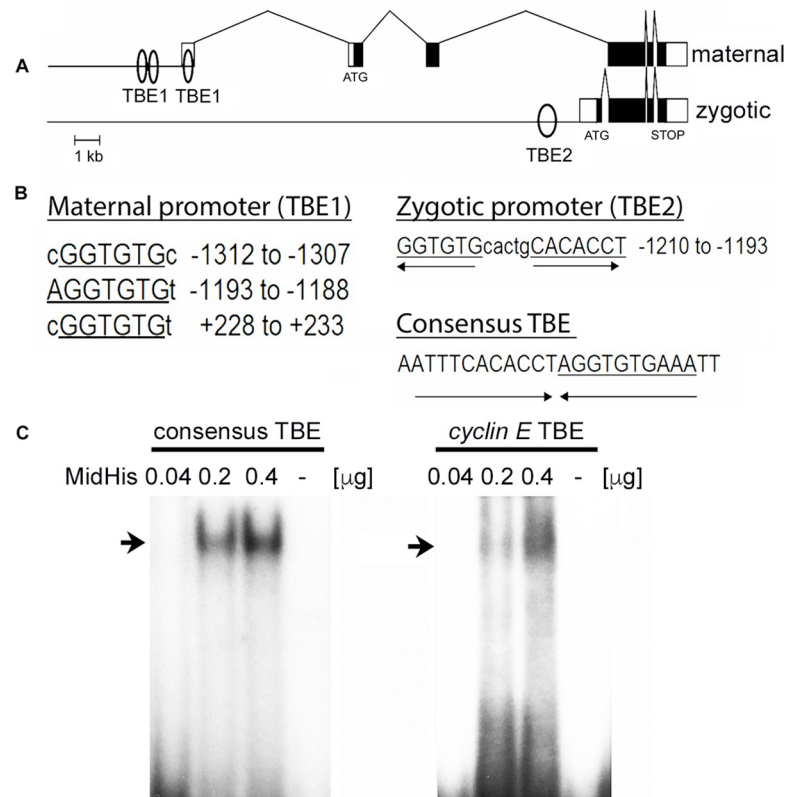 A
maternal
ATG
TBE1 TBE1
zygotic
ATG STOP
TBE2
1 kb
B
Maternal promoter (TBE1)
cGGTGTGc -1312 to -1307
AGGTGTGt -1193 to -1188
cGGTGTGt +228 to +233
Zygotic promoter (TBE2)
GGTGTGcactgCACACCT -1210 to -1193
Consensus TBE
AATTTCACACCTAGGTGTGAAATT
C
consensus TBE
MidHis 0.04 0.2 0.4 - [µg]
cyclin E TBE
0.04 0.2 0.4 - [µg]